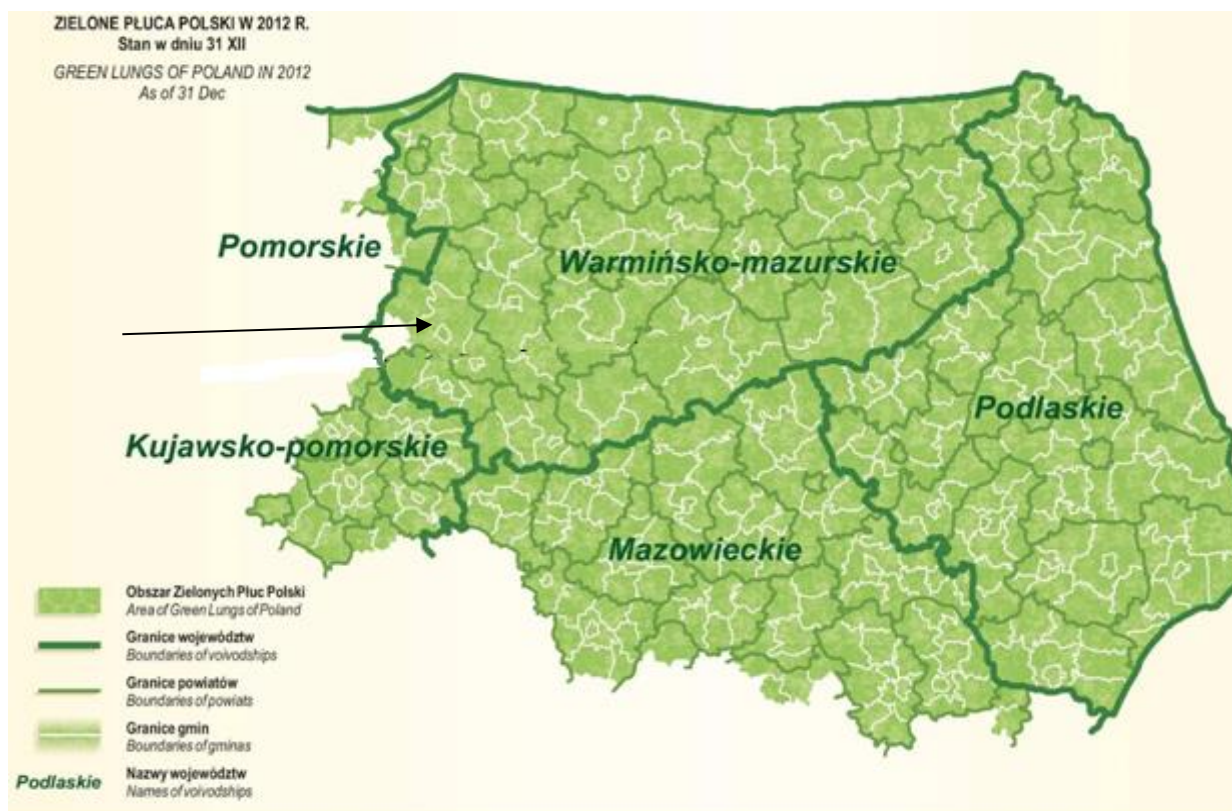 ZIELONE PŁUCA POLSKI W 2012 R.
Stan w dniu 31 XII
GREEN LUNGS OF POLAND IN 2012
As of 31 Dec
Pomorskie
Warmińsko-mazurskie
Podlaskie
Kujawsko-pomorskie
Mazowieckie
Obszar Zielonych Płuc Polski
Area of Green Lungs of Poland
Granice województw
Boundaries of voivodships
Granice powiatów
Boundaries of powiats
Granice gmin
Boundaries of gminas
Podlaskie
Nazwy województw
Names of voivodships